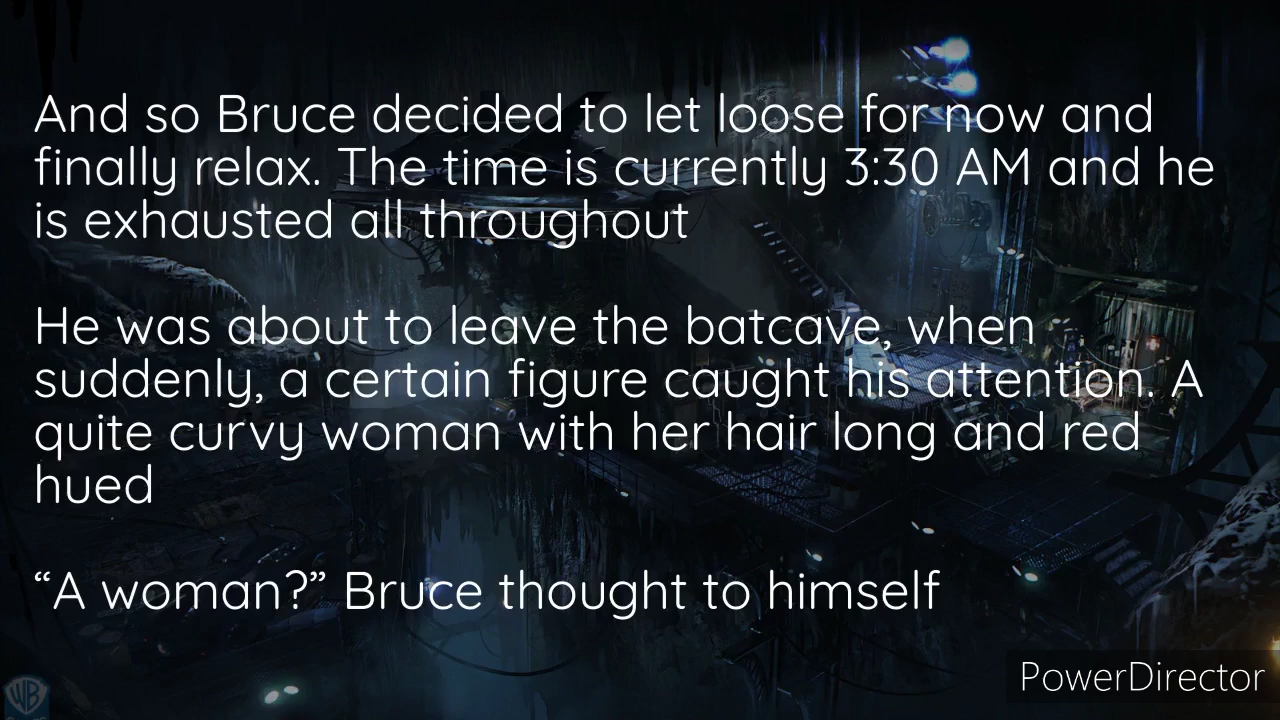 And so Bruce decided to let loose for now and
finally relax. The time is currently 3:30 AM and he
is exhausted all throughout
He was about to leave the batcave, when
suddenly, a certain figure caught his attention. A
quite curvy woman with her hair long and red
hued
“A woman?” Bruce thought to himself
PowerDirector
WB